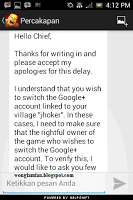 4:12 PM
Percakapan
Hello Chief,
Thanks for writing in and
please accept my
apologies for this delay.
I understand that you wish
to switch the Google+
account linked to your
village "jhoker". In these
cases, I need to make sure
that the rightful owner of
the game who wishes to
switch the Google+
account. To verify this, I
would like to ask you few
wongjandan.blogspot.com
Ketikkan pesan Anda
POWERED BY HELPSHIFT